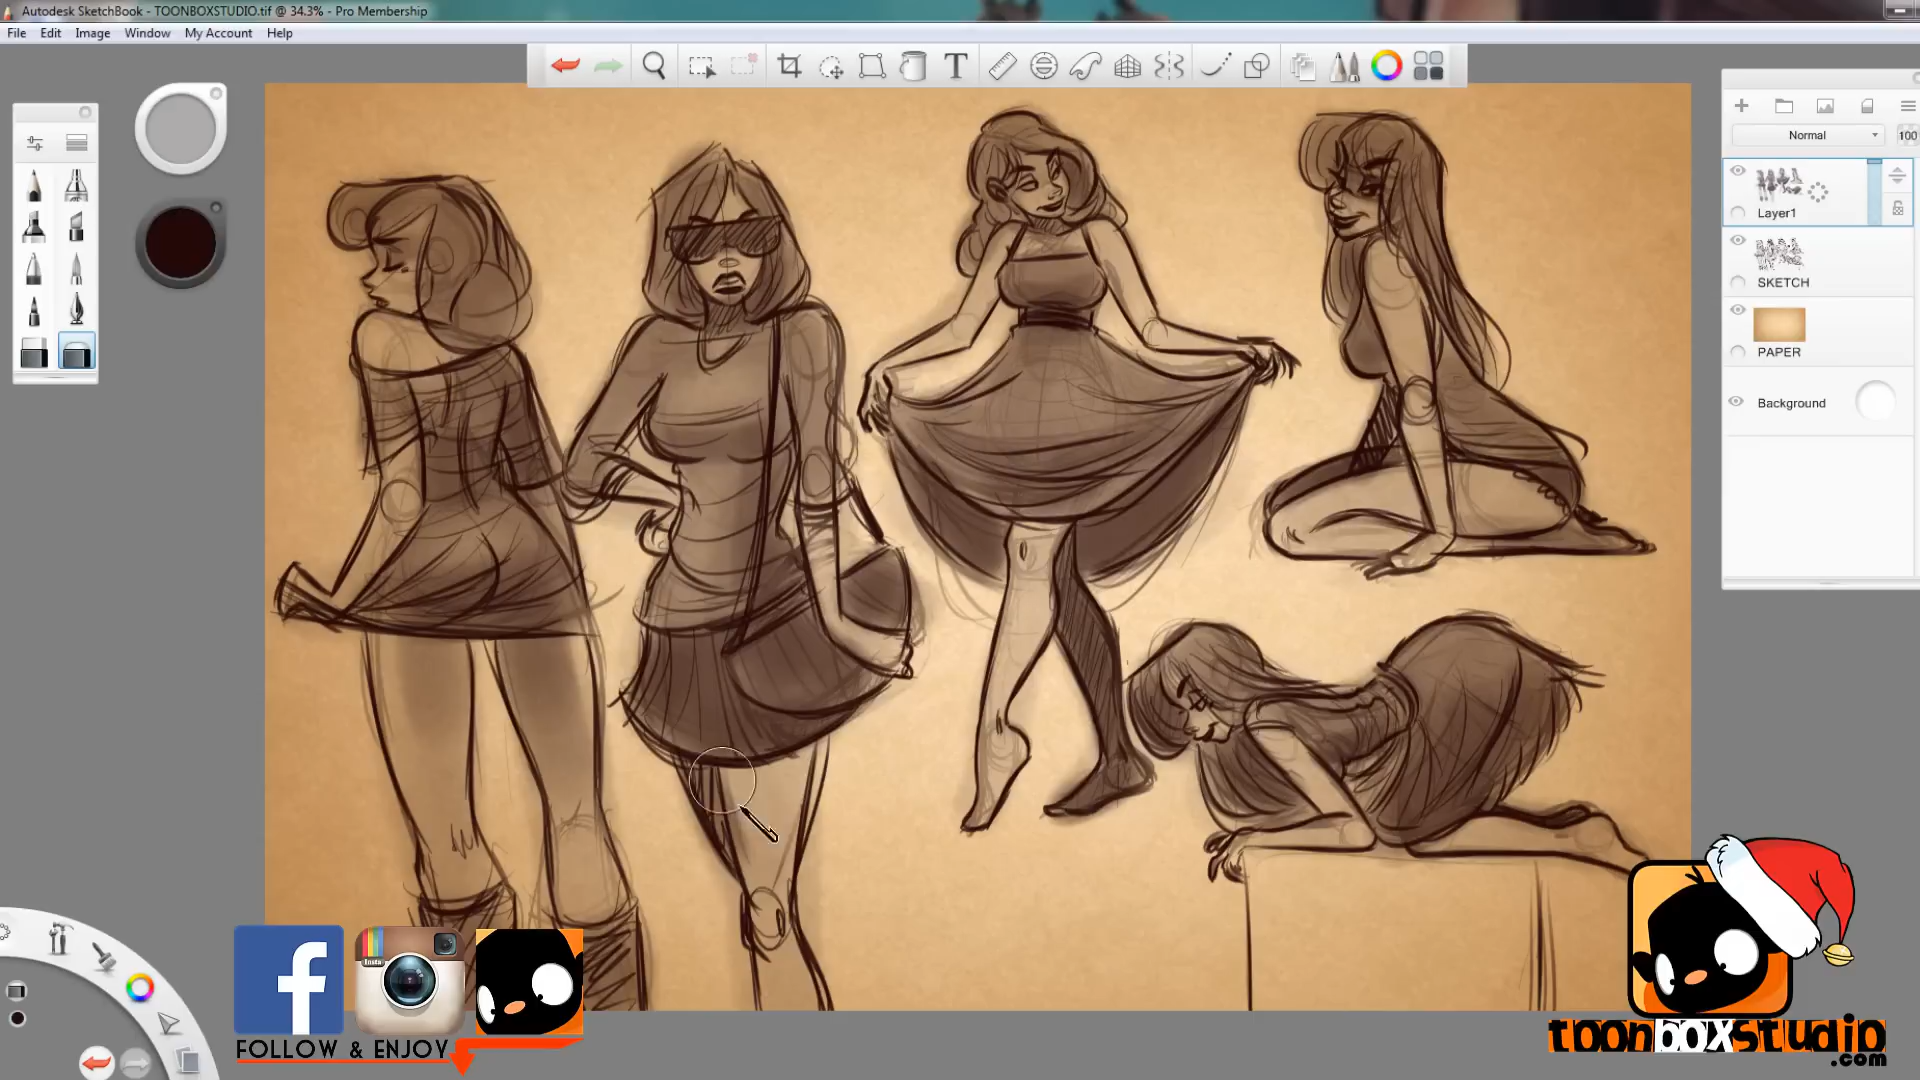 Autodesk SketchBook - TOONBOXSTUDIO.tif @ 34.3% - Pro Membership
File Edit Image Window My Account Help
T
Normal 100
Layer1
SKETCH
PAPER
Background
f
Insta
FOLLOW & ENJOY
toonboxstudio
.com